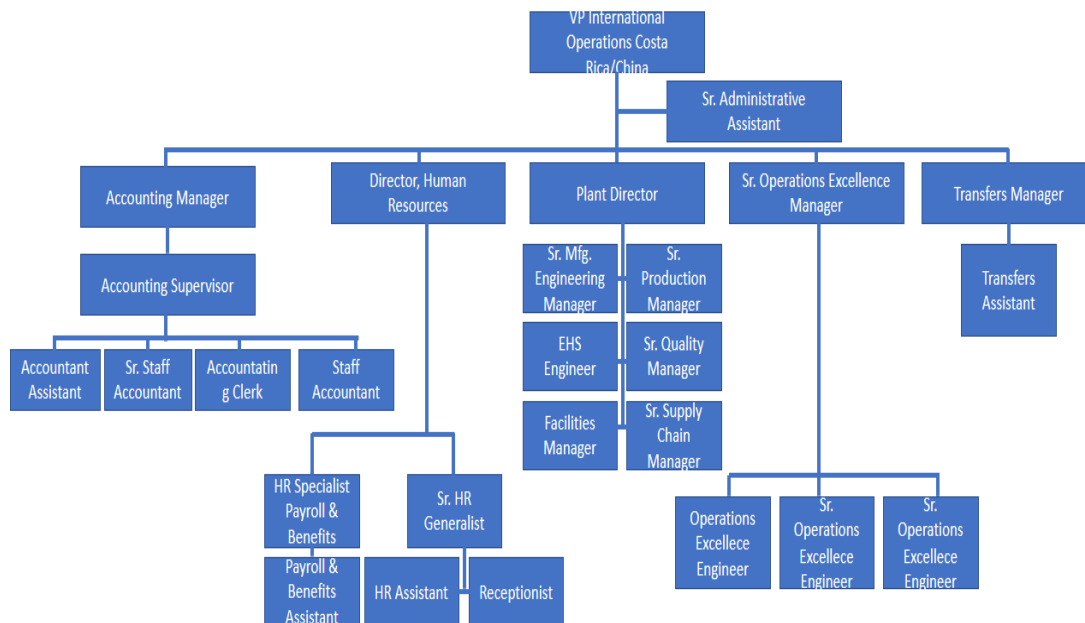 VP International
Operations Costa
Rica/China
Sr. Administrative
Assistant
Accounting Manager
Director, Human
Resources
Plant Director
Sr. Operations Excellence
Manager
Transfers Manager
Accounting Supervisor
Sr. Mfg.
Engineering
Manager
Sr.
Production
Manager
Transfers
Assistant
Accountant
Assistant
Sr. Staff
Accountant
Accountatin
g Clerk
Staff
Accountant
EHS
Engineer
Sr. Quality
Manager
Facilities
Manager
Sr. Supply
Chain
Manager
HR Specialist
Payroll &
Benefits
Sr. HR
Generalist
Operations
Excellece
Engineer
Sr.
Operations
Excellece
Engineer
Sr.
Operations
Excellece
Engineer
Payroll &
Benefits
Assistant
HR Assistant
Receptionist